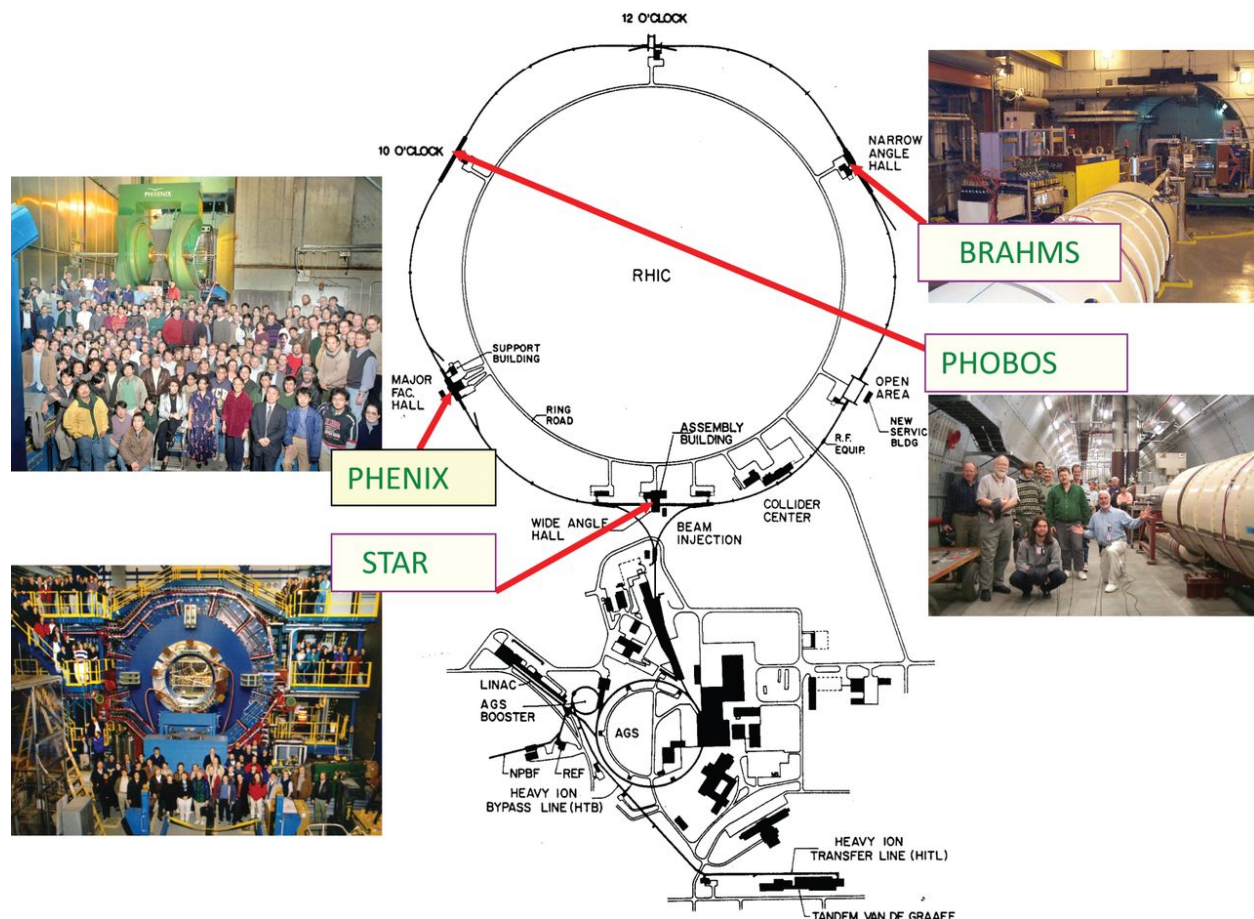 12 O'CLOCK
10 O'CLOCK
NARROW
ANGLE
HALL
PHENIX
BRAHMS
RHIC
PHOBOS
SUPPORT
BUILDING
MAJOR
FAC.
HALL
RING
ROAD
OPEN
AREA
NEW
SERVIC
BLDG
ASSEMBLY
BUILDING
R.F.
EQUIP.
PHENIX
COLLIDER
CENTER
WIDE ANGLE
HALL
BEAM
INJECTION
STAR
LINAC
AGS
BOOSTER
AGS
NPBF
REF
HEAVY ION
BYPASS LINE (HTB)
HEAVY ION
TRANSFER LINE (HITL)
TANDEM VAN DE GRAAFF